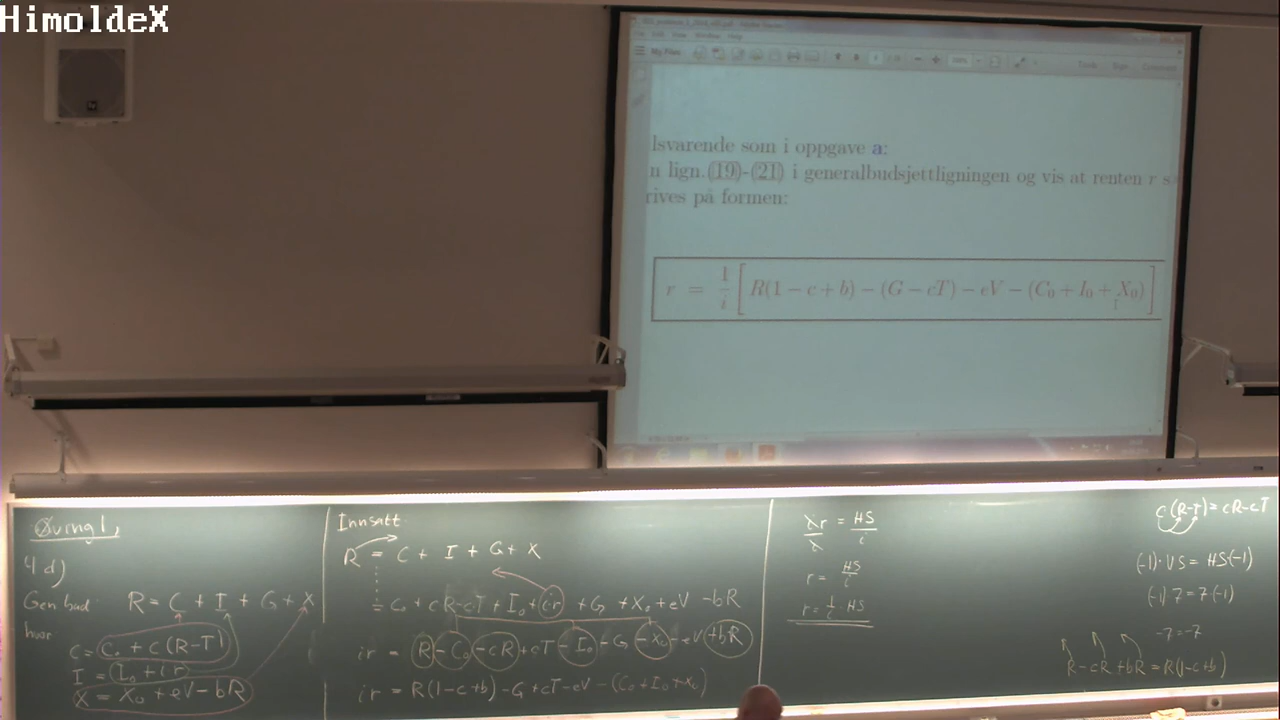 HimoldeX
My Files
lsvarende som i oppgave a:
n lign.(19)-(21) i generalbudsjettligningen og vis at renten r s
rives på formen:
r = 1/i [R(1 − c + b) − (G − cT) − eV − (C₀ + I₀ + X₀)]
Øving 1,
4 d)
Gen bud R = C + I + G + X
hvor
C = C₀ + c(R-T)
I = I₀ + ir
X = X₀ + eV - bR
Innsatt
R = C + I + G + X
= C₀ + cR - cT + I₀ + ir + G + X₀ + eV - bR
ir = R - C₀ - cR + cT - I₀ - G - X₀ - eV + bR
ir = R(1-c+b) - G + cT - eV - (C₀ + I₀ + X₀)
ir/i = HS/i
r = HS/i
r = 1/i · HS
c(R-T) = cR-cT
(-1)·VS = HS(-1)
(-1) 7 = 7(-1)
-7 = -7
R - cR + bR = R(1-c+b)